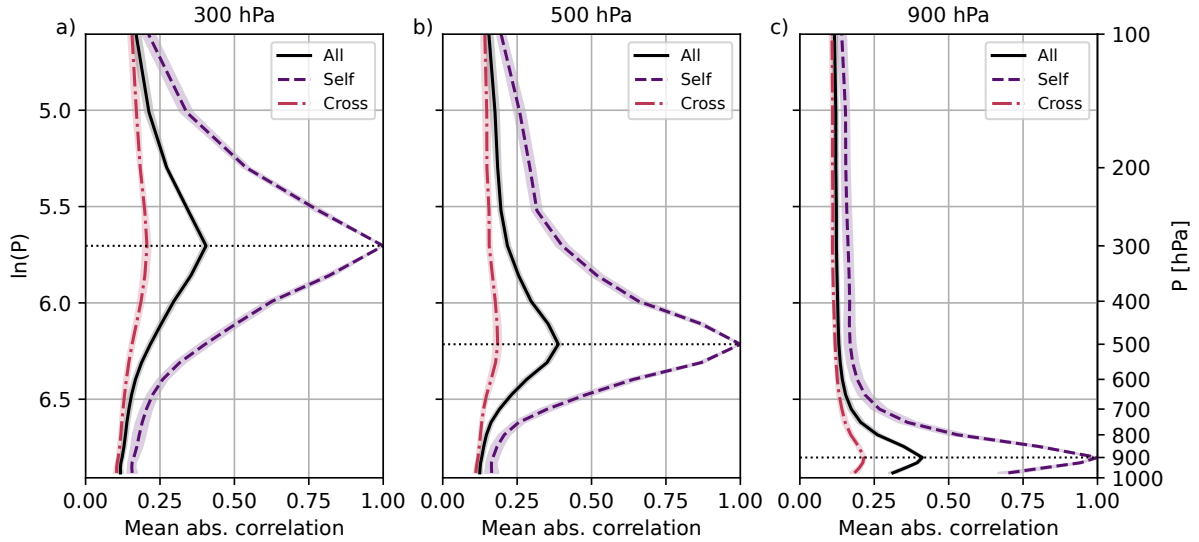 300 hPa
500 hPa
900 hPa
a)
b)
c)
All
Self
Cross
All
Self
Cross
All
Self
Cross
ln(P)
5.0
5.5
6.0
6.5
P [hPa]
100
200
300
400
500
600
700
800
900
1000
0.00 0.25 0.50 0.75 1.00
0.00 0.25 0.50 0.75 1.00
0.00 0.25 0.50 0.75 1.00
Mean abs. correlation
Mean abs. correlation
Mean abs. correlation